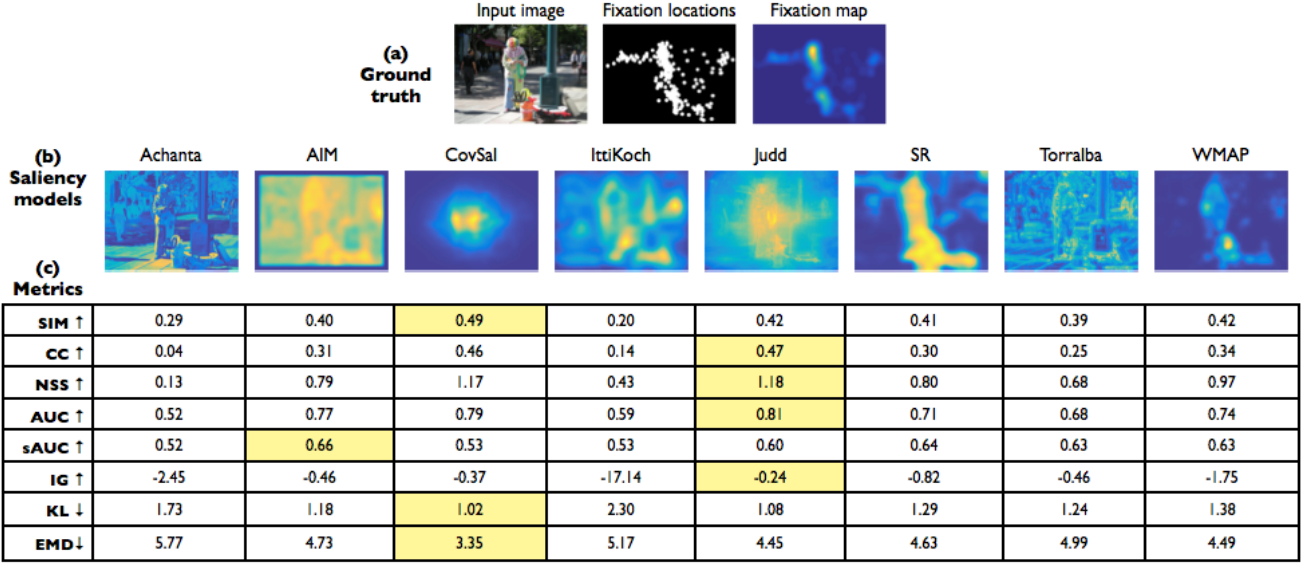 Input image Fixation locations Fixation map
(a)
Ground
truth
(b)
Saliency
models
Achanta AIM CovSal IttiKoch Judd SR Torralba WMAP
(c)
Metrics
SIM ↑ 0.29 0.40 0.49 0.20 0.42 0.41 0.39 0.42
CC ↑ 0.04 0.31 0.46 0.14 0.47 0.30 0.25 0.34
NSS ↑ 0.13 0.79 1.17 0.43 1.18 0.80 0.68 0.97
AUC ↑ 0.52 0.77 0.79 0.59 0.81 0.71 0.68 0.74
sAUC ↑ 0.52 0.66 0.53 0.53 0.60 0.64 0.63 0.63
IG ↑ -2.45 -0.46 -0.37 -17.14 -0.24 -0.82 -0.46 -1.75
KL ↓ 1.73 1.18 1.02 2.30 1.08 1.29 1.24 1.38
EMD↓ 5.77 4.73 3.35 5.17 4.45 4.63 4.99 4.49